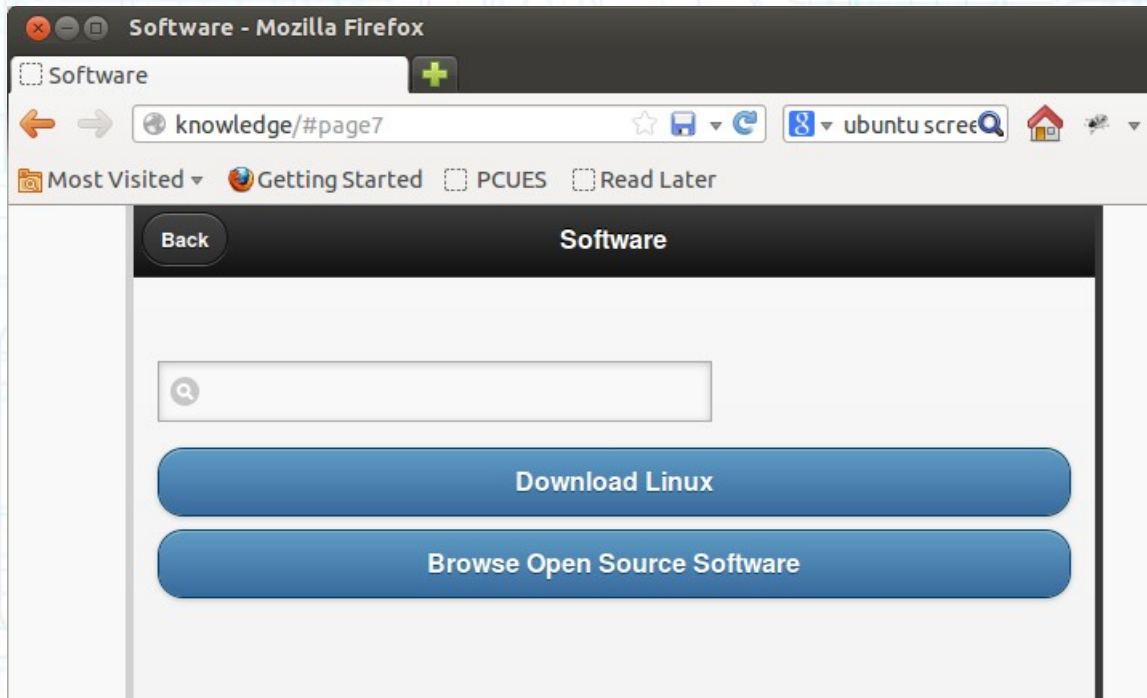 Software - Mozilla Firefox
Software
knowledge/#page7 8 ubuntu scree
Most Visited Getting Started PCUES Read Later
Back Software
Download Linux
Browse Open Source Software